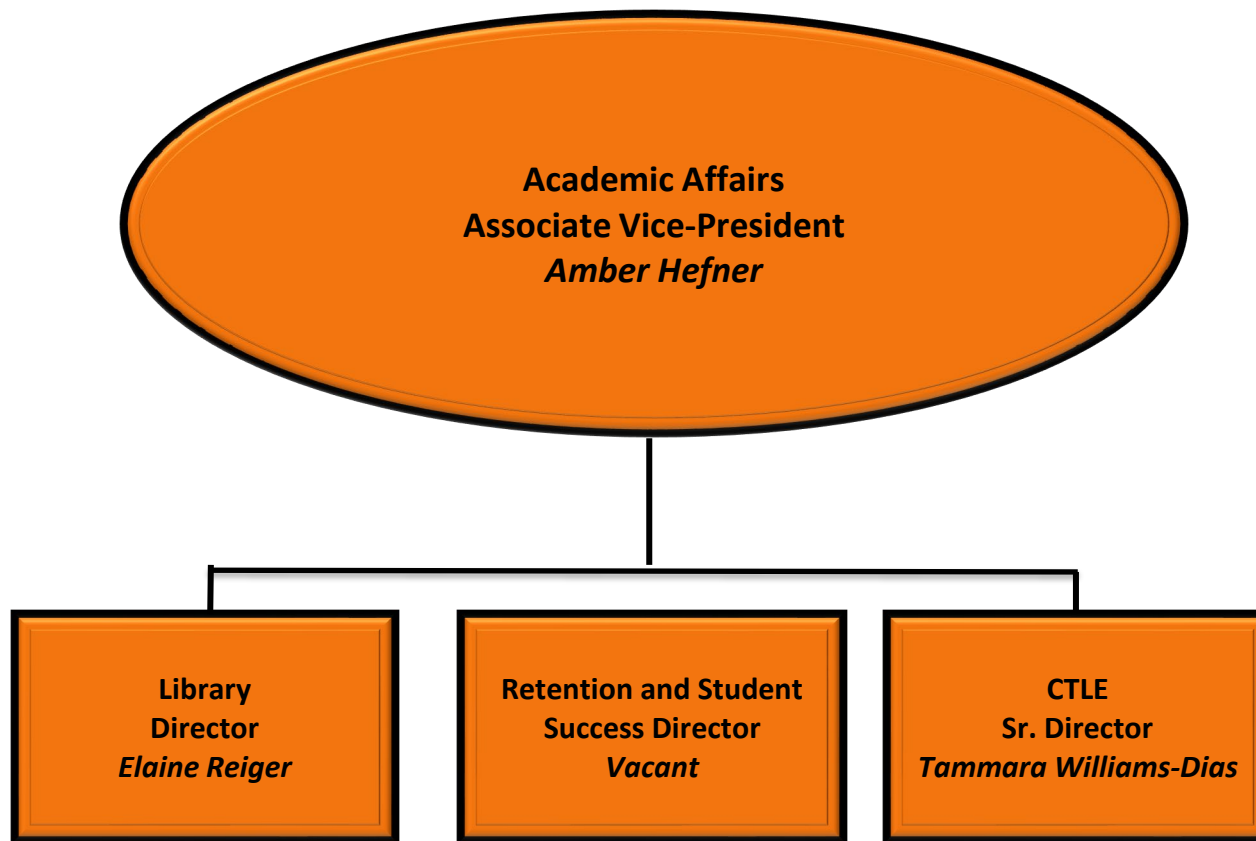 Academic Affairs
Associate Vice-President
Amber Hefner
Library
Director
Elaine Reiger
Retention and Student
Success Director
Vacant
CTLE
Sr. Director
Tammara Williams-Dias